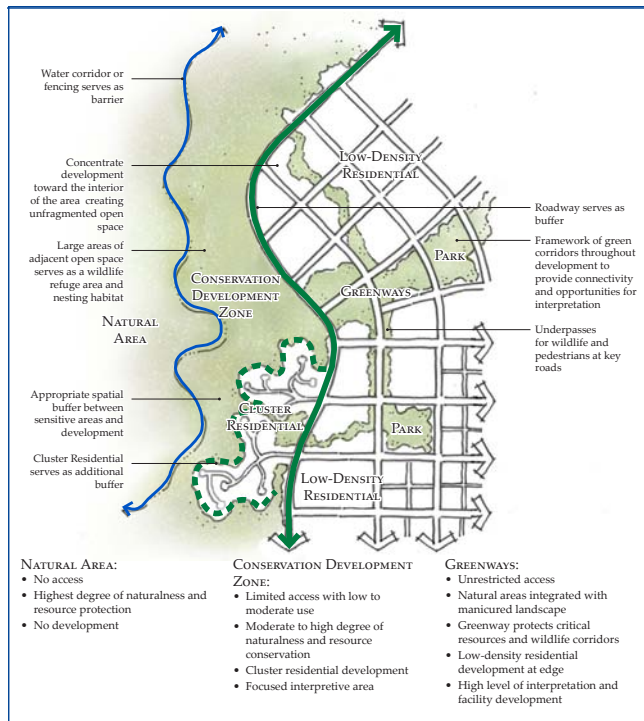 Water corridor or
fencing serves as
barrier
Concentrate
development
toward the interior
of the area creating
unfragmented open
space
Large areas of
adjacent open space
serves as a wildlife
refuge area and
nesting habitat
Natural
Area
Appropriate spatial
buffer between
sensitive areas and
development
Cluster Residential
serves as additional
buffer
Conservation
Development
Zone
Cluster
Residential
Low-Density
Residential
Greenways
Park
Park
Low-Density
Residential
Roadway serves as
buffer
Framework of green
corridors throughout
development to
provide connectivity
and opportunities for
interpretation
Underpasses
for wildlife and
pedestrians at key
roads
Natural Area:
• No access
• Highest degree of naturalness and
resource protection
• No development
Conservation Development
Zone:
• Limited access with low to
moderate use
• Moderate to high degree of
naturalness and resource
conservation
• Cluster residential development
• Focused interpretive area
Greenways:
• Unrestricted access
• Natural areas integrated with
manicured landscape
• Greenway protects critical
resources and wildlife corridors
• Low-density residential
development at edge
• High level of interpretation and
facility development